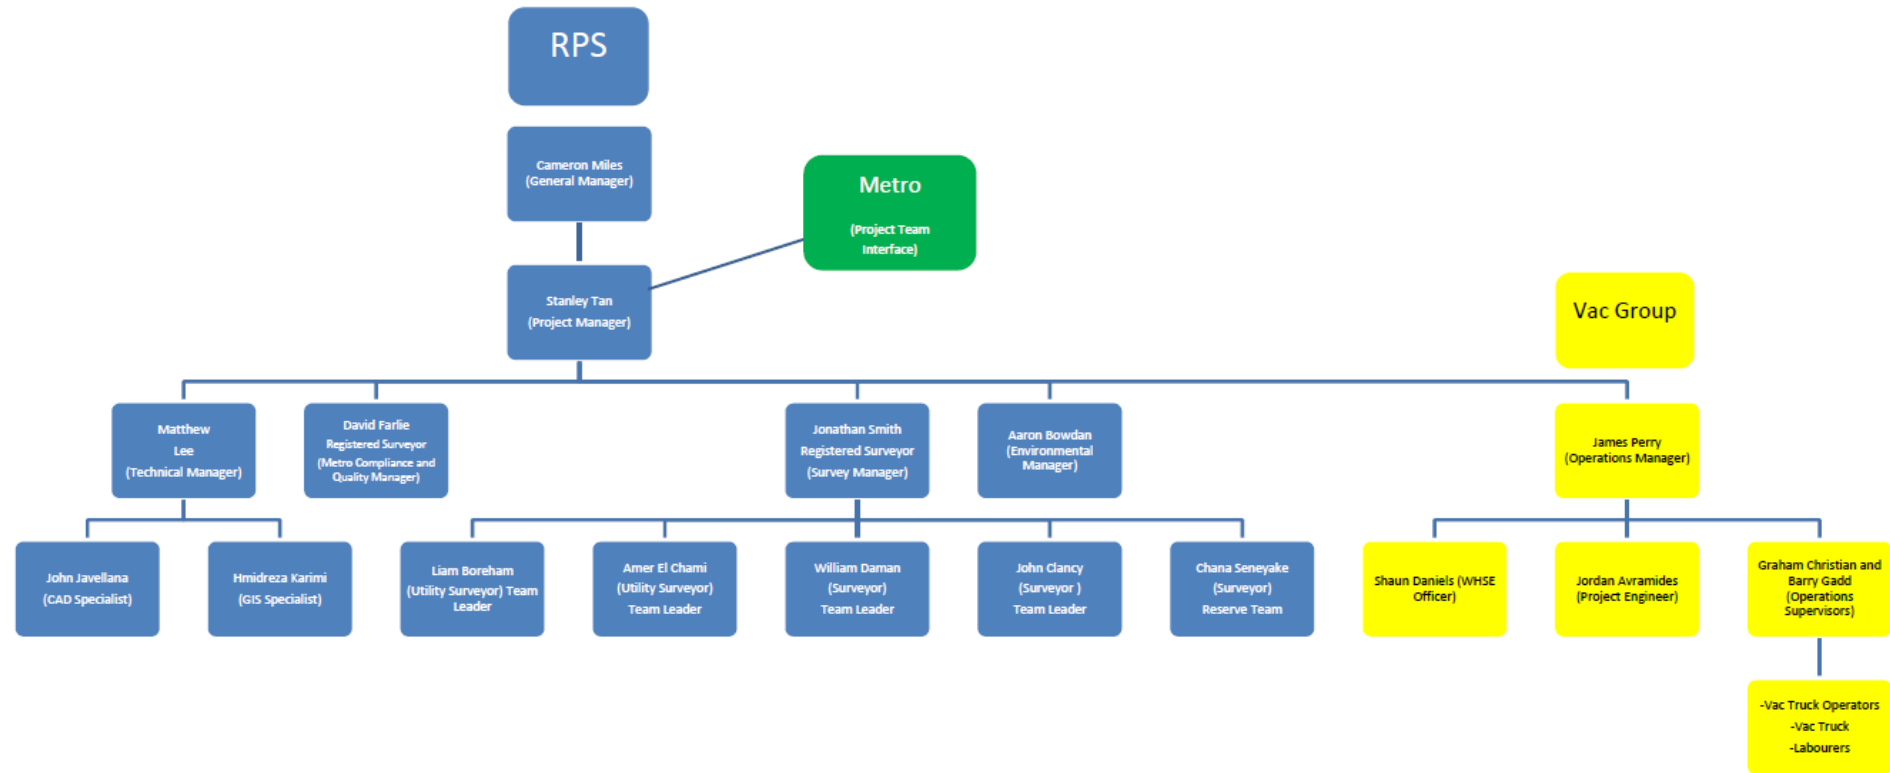 RPS
Cameron Miles
(General Manager)
Metro
(Project Team
Interface)
Stanley Tan
(Project Manager)
Vac Group
Matthew
Lee
(Technical Manager)
David Farlie
Registered Surveyor
(Metro Compliance and
Quality Manager)
Jonathan Smith
Registered Surveyor
(Survey Manager)
Aaron Bowdan
(Environmental
Manager)
James Perry
(Operations Manager)
John Javellana
(CAD Specialist)
Hmidreza Karimi
(GIS Specialist)
Liam Boreham
(Utility Surveyor) Team
Leader
Amer El Chami
(Utility Surveyor)
Team Leader
William Daman
(Surveyor)
Team Leader
John Clancy
(Surveyor )
Team Leader
Chana Seneyake
(Surveyor)
Reserve Team
Shaun Daniels (WHSE
Officer)
Jordan Avramides
(Project Engineer)
Graham Christian and
Barry Gadd
(Operations
Supervisors)
-Vac Truck Operators
-Vac Truck
-Labourers